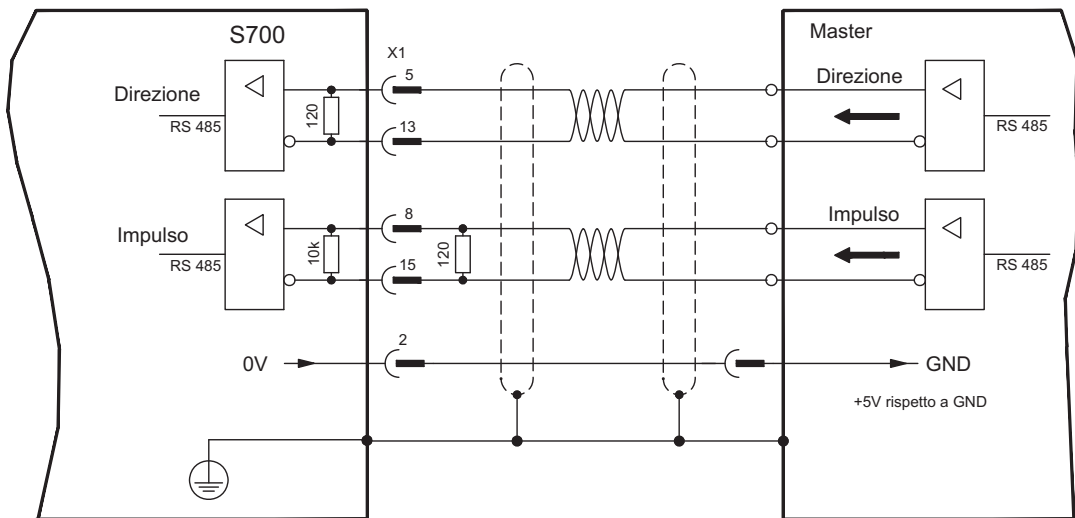 S700
X1
Master
Direzione
RS 485
120
5
13
Direzione
RS 485
Impulso
RS 485
10k
8
15
120
Impulso
RS 485
0V
2
GND
+5V rispetto a GND